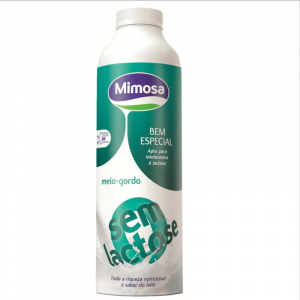 Mimosa
BEM
ESPECIAL
Apto para
intolerantes
à lactose
meio-gordo
sem
lactose
Toda a riqueza nutricional
e sabor do leite